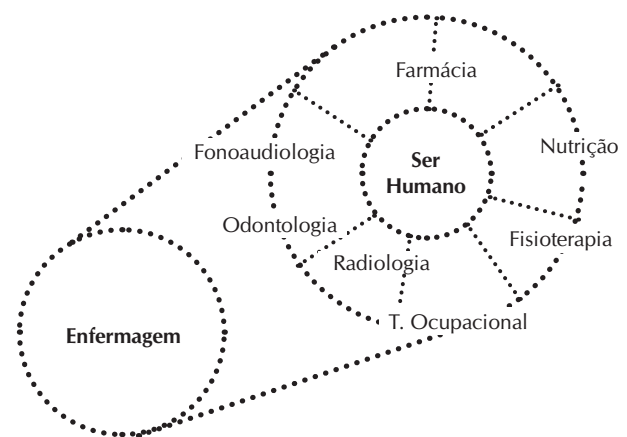 Farmácia
Fonoaudiologia
Nutrição
Ser
Humano
Odontologia
Fisioterapia
Radiologia
T. Ocupacional
Enfermagem